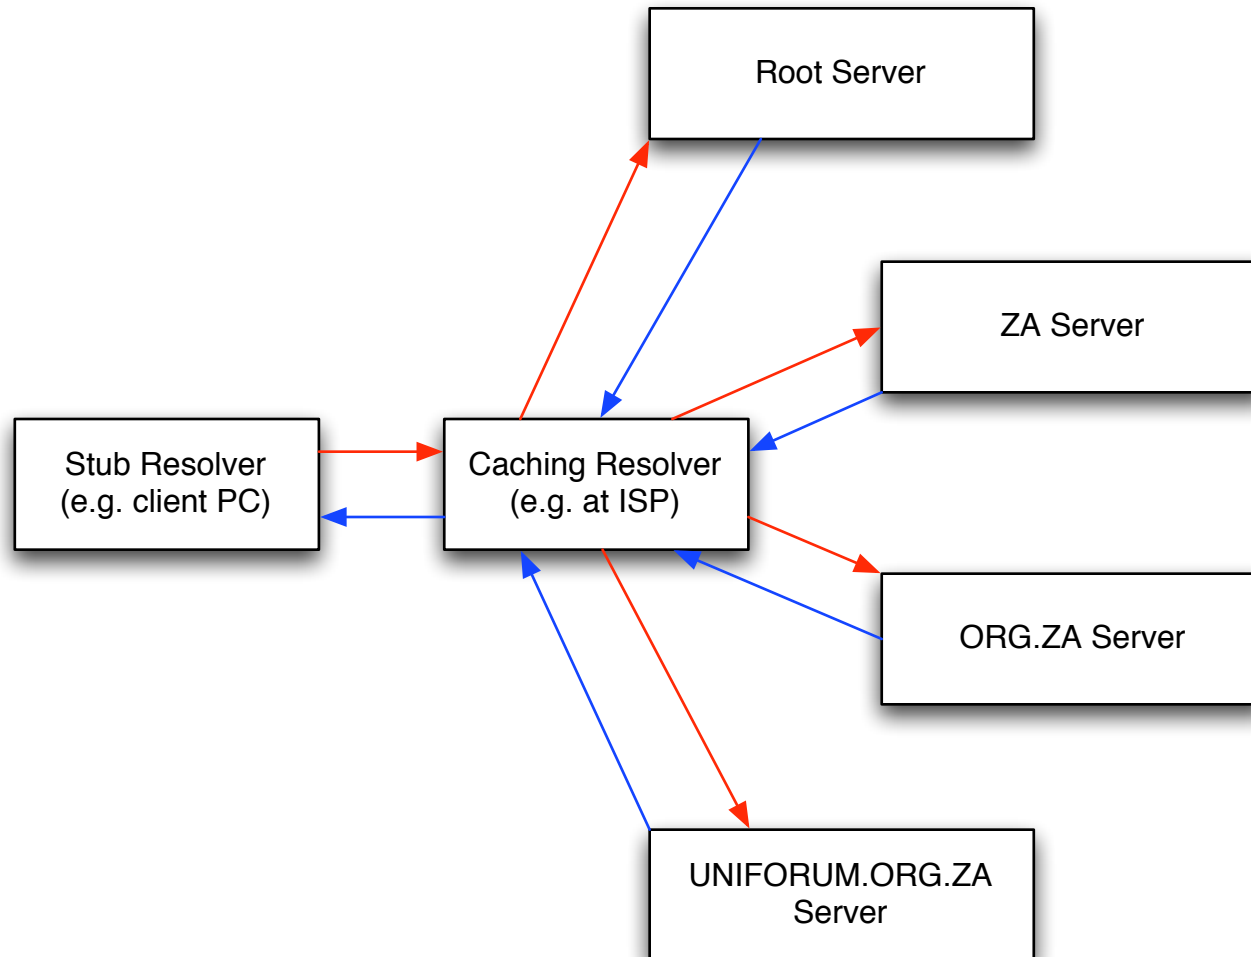 Root Server
ZA Server
Stub Resolver
(e.g. client PC)
Caching Resolver
(e.g. at ISP)
ORG.ZA Server
UNIFORUM.ORG.ZA
Server